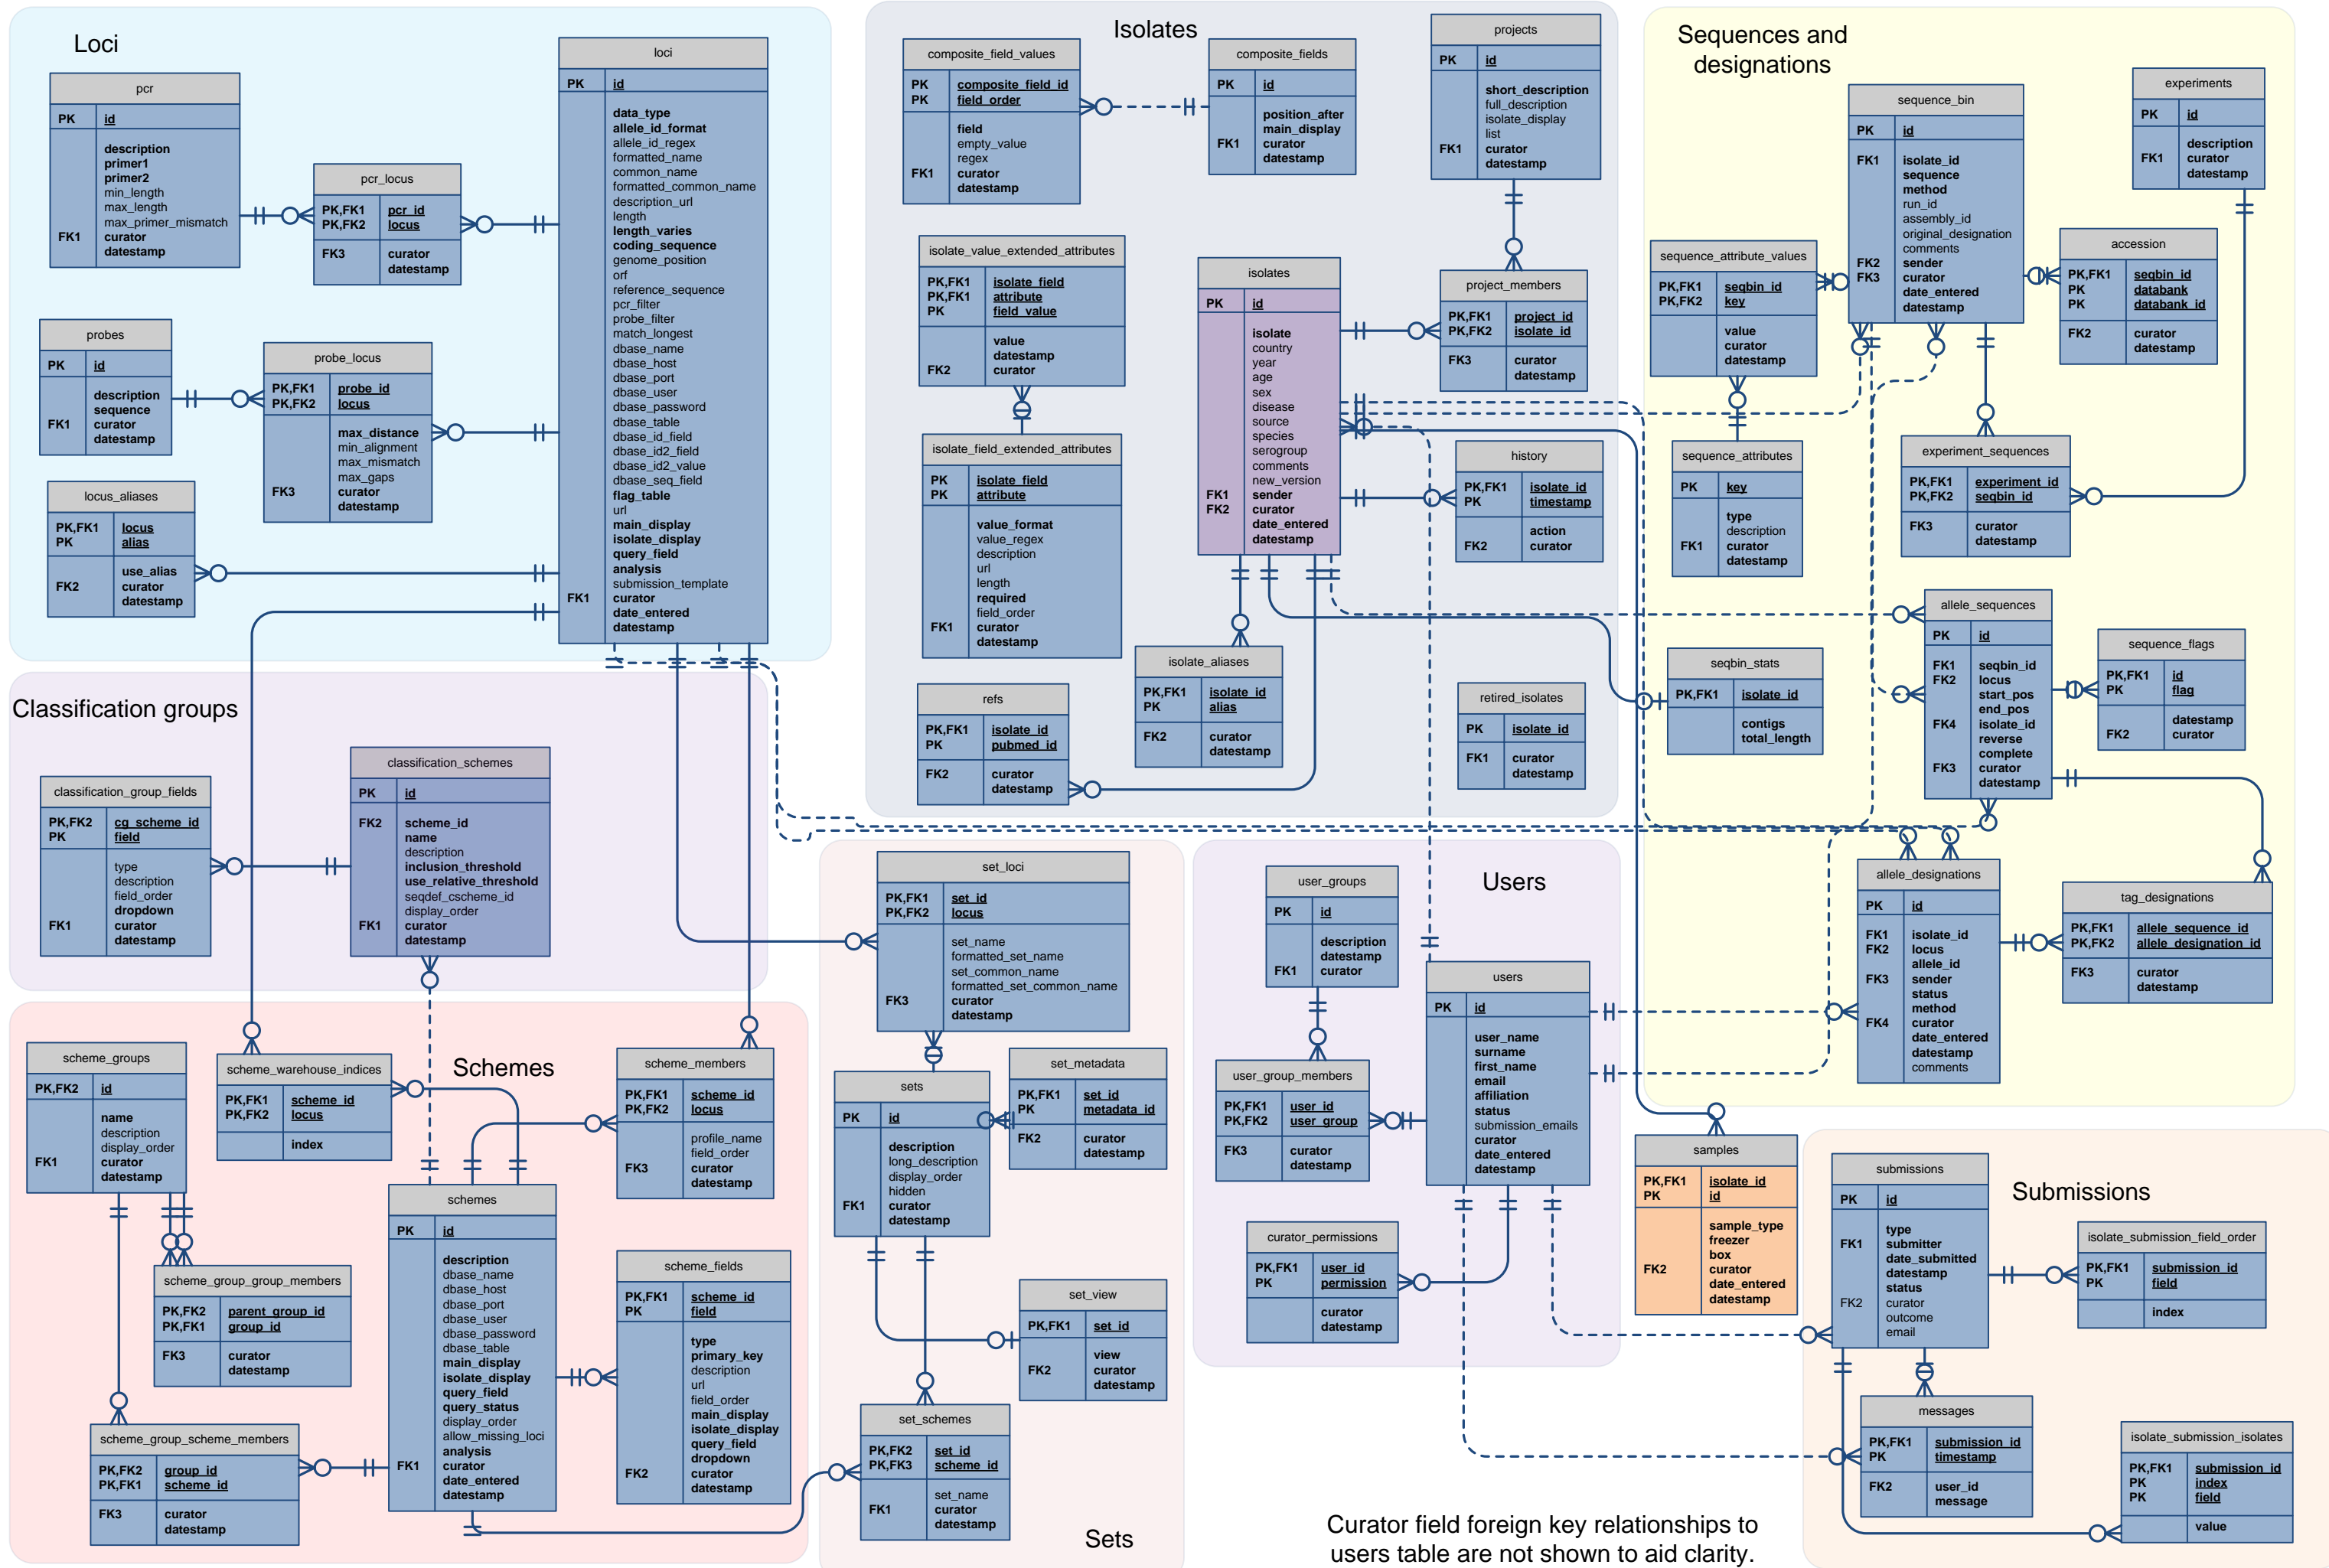 Loci
pcr
PK id
description
primer1
primer2
min_length
max_length
max_primer_mismatch
FK1 curator
datestamp
pcr_locus
PK,FK1 pcr_id
PK,FK2 locus
FK3 curator
datestamp
probes
PK id
description
sequence
FK1 curator
datestamp
probe_locus
PK,FK1 probe_id
PK,FK2 locus
max_distance
min_alignment
max_mismatch
max_gaps
FK3 curator
datestamp
locus_aliases
PK,FK1 locus
PK alias
use_alias
FK2 curator
datestamp
loci
PK id
data_type
allele_id_format
allele_id_regex
formatted_name
common_name
formatted_common_name
description_url
length
length_varies
coding_sequence
genome_position
orf
reference_sequence
pcr_filter
probe_filter
match_longest
dbase_name
dbase_host
dbase_port
dbase_user
dbase_password
dbase_table
dbase_id_field
dbase_id2_field
dbase_id2_value
dbase_seq_field
flag_table
url
main_display
isolate_display
query_field
analysis
submission_template
FK1 curator
date_entered
datestamp
Isolates
composite_field_values
PK composite_field_id
PK field_order
field
empty_value
regex
FK1 curator
datestamp
composite_fields
PK id
position_after
main_display
FK1 curator
datestamp
projects
PK id
short_description
full_description
isolate_display
list
FK1 curator
datestamp
isolate_value_extended_attributes
PK,FK1 isolate_field
PK,FK1 attribute
PK field_value
value
datestamp
FK2 curator
isolate_field_extended_attributes
PK isolate_field
PK attribute
value_format
value_regex
description
url
length
required
field_order
FK1 curator
datestamp
isolates
PK id
isolate
country
year
age
sex
disease
source
species
serogroup
comments
new_version
FK1 sender
FK2 curator
date_entered
datestamp
project_members
PK,FK1 project_id
PK,FK2 isolate_id
FK3 curator
datestamp
history
PK,FK1 isolate_id
PK timestamp
action
FK2 curator
isolate_aliases
PK,FK1 isolate_id
PK alias
FK2 curator
datestamp
refs
PK,FK1 isolate_id
PK pubmed_id
FK2 curator
datestamp
retired_isolates
PK isolate_id
FK1 curator
datestamp
Sequences and
designations
sequence_bin
PK id
FK1 isolate_id
sequence
method
run_id
assembly_id
original_designation
comments
FK2 sender
FK3 curator
date_entered
datestamp
experiments
PK id
description
FK1 curator
datestamp
sequence_attribute_values
PK,FK1 seqbin_id
PK,FK2 key
value
curator
datestamp
accession
PK,FK1 seqbin_id
PK databank
PK databank_id
FK2 curator
datestamp
sequence_attributes
PK key
type
description
FK1 curator
datestamp
experiment_sequences
PK,FK1 experiment_id
PK,FK2 seqbin_id
FK3 curator
datestamp
allele_sequences
PK id
FK1 seqbin_id
FK2 locus
start_pos
end_pos
FK4 isolate_id
reverse
complete
FK3 curator
datestamp
sequence_flags
PK,FK1 id
PK flag
datestamp
FK2 curator
seqbin_stats
PK,FK1 isolate_id
contigs
total_length
allele_designations
PK id
FK1 isolate_id
FK2 locus
allele_id
FK3 sender
status
method
FK4 curator
date_entered
datestamp
comments
tag_designations
PK,FK1 allele_sequence_id
PK,FK2 allele_designation_id
FK3 curator
datestamp
Classification groups
classification_group_fields
PK,FK2 cg_scheme_id
PK field
type
description
field_order
dropdown
FK1 curator
datestamp
classification_schemes
PK id
FK2 scheme_id
name
description
inclusion_threshold
use_relative_threshold
seqdef_cscheme_id
display_order
FK1 curator
datestamp
Schemes
scheme_groups
PK,FK2 id
name
description
display_order
FK1 curator
datestamp
scheme_warehouse_indices
PK,FK1 scheme_id
PK,FK2 locus
index
scheme_members
PK,FK1 scheme_id
PK,FK2 locus
profile_name
field_order
FK3 curator
datestamp
schemes
PK id
description
dbase_name
dbase_host
dbase_port
dbase_user
dbase_password
dbase_table
main_display
isolate_display
query_field
query_status
display_order
allow_missing_loci
analysis
FK1 curator
date_entered
datestamp
scheme_group_group_members
PK,FK2 parent_group_id
PK,FK1 group_id
FK3 curator
datestamp
scheme_fields
PK,FK1 scheme_id
PK field
type
primary_key
description
url
field_order
main_display
isolate_display
query_field
dropdown
FK2 curator
datestamp
scheme_group_scheme_members
PK,FK2 group_id
PK,FK1 scheme_id
FK3 curator
datestamp
set_loci
PK,FK1 set_id
PK,FK2 locus
set_name
formatted_set_name
set_common_name
formatted_set_common_name
FK3 curator
datestamp
sets
PK id
description
long_description
display_order
hidden
FK1 curator
datestamp
set_metadata
PK,FK1 set_id
PK metadata_id
FK2 curator
datestamp
set_view
PK,FK1 set_id
view
FK2 curator
datestamp
set_schemes
PK,FK2 set_id
PK,FK3 scheme_id
set_name
FK1 curator
datestamp
Sets
Users
user_groups
PK id
description
datestamp
FK1 curator
users
PK id
user_name
surname
first_name
email
affiliation
status
submission_emails
curator
date_entered
datestamp
user_group_members
PK,FK1 user_id
PK,FK2 user_group
FK3 curator
datestamp
curator_permissions
PK,FK1 user_id
PK permission
curator
datestamp
samples
PK,FK1 isolate_id
PK id
sample_type
freezer
box
FK2 curator
date_entered
datestamp
Submissions
submissions
PK id
type
FK1 submitter
date_submitted
datestamp
status
FK2 curator
outcome
email
isolate_submission_field_order
PK,FK1 submission_id
PK field
index
messages
PK,FK1 submission_id
PK timestamp
FK2 user_id
message
isolate_submission_isolates
PK,FK1 submission_id
PK index
PK field
value
Curator field foreign key relationships to
users table are not shown to aid clarity.